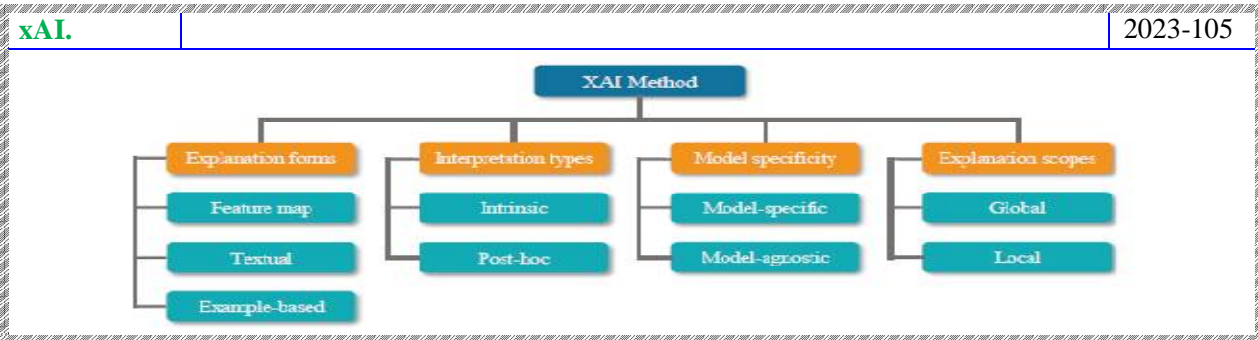 xAI. 2023-105
XAI Method
Explanation forms Interpretation types Model specificity Explanation scopes
Feature map Intrinsic Model-specific Global
Textual Post-hoc Model-agnostic Local
Example-based